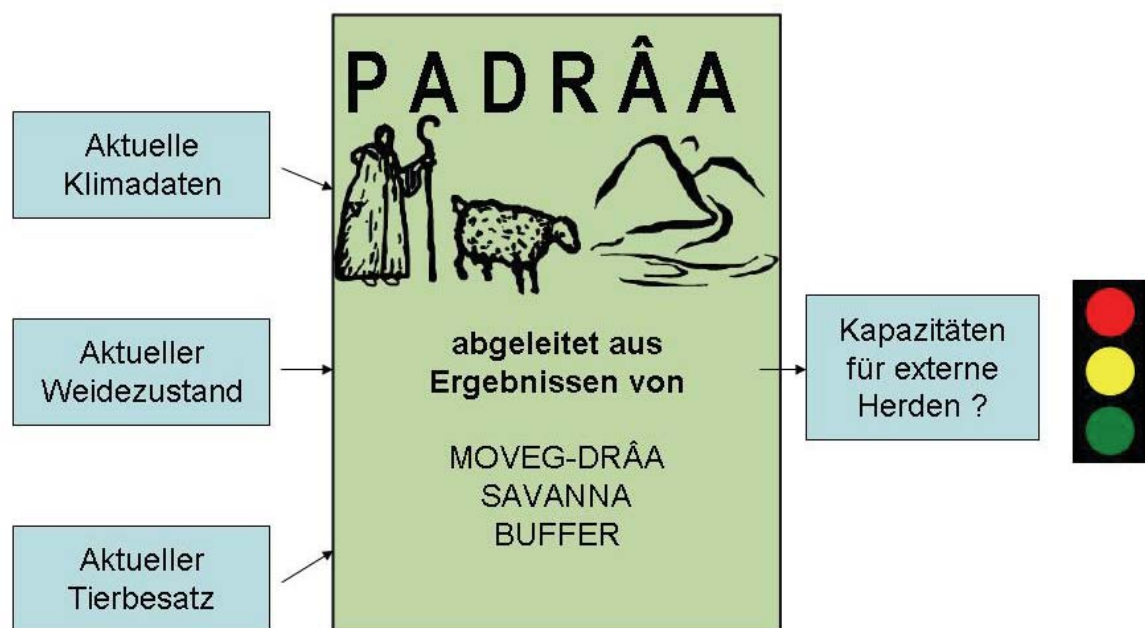 PADRÂA
Aktuelle
Klimadaten
Aktueller
Weidezustand
Aktueller
Tierbesatz
abgeleitet aus
Ergebnissen von
MOVEG-DRÂA
SAVANNA
BUFFER
Kapazitäten
für externe
Herden ?